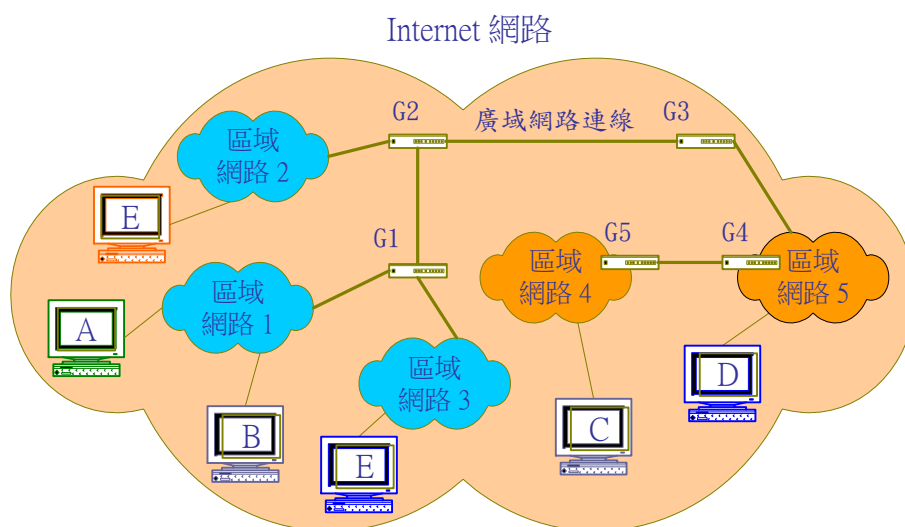 Internet 網路
G2
廣域網路連線
G3
區域
網路 2
E
G1
G5
G4
區域
網路 1
區域
網路 4
區域
網路 5
A
區域
網路 3
D
B
E
C